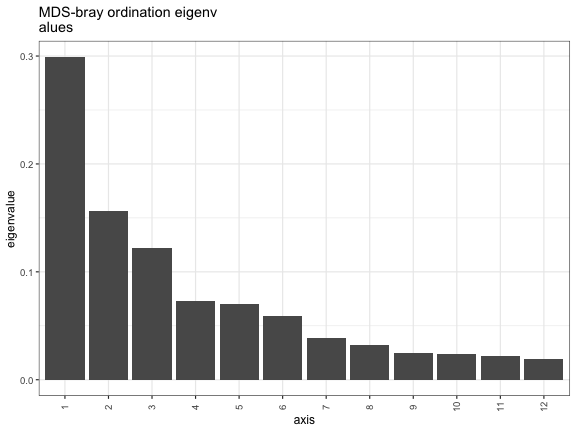 MDS-bray ordination eigenv
alues
eigenvalue
0.3
0.2
0.1
0.0
1 2 3 4 5 6 7 8 9 10 11 12
axis